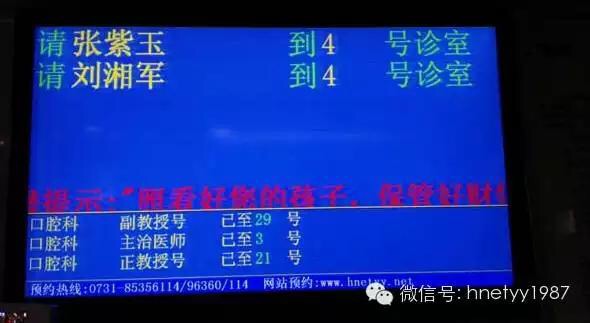 请 张紫玉 到 4 号诊室
请 刘湘军 到 4 号诊室
提示:"照看好您的孩子，保管好财
口腔科 副教授号 已至 29 号
口腔科 主治医师 已至 3 号
口腔科 正教授号 已至 21 号
预约热线:0731-85356114/96360/114 网站预约:www.hnetyy.net
微信号: hnetyy1987